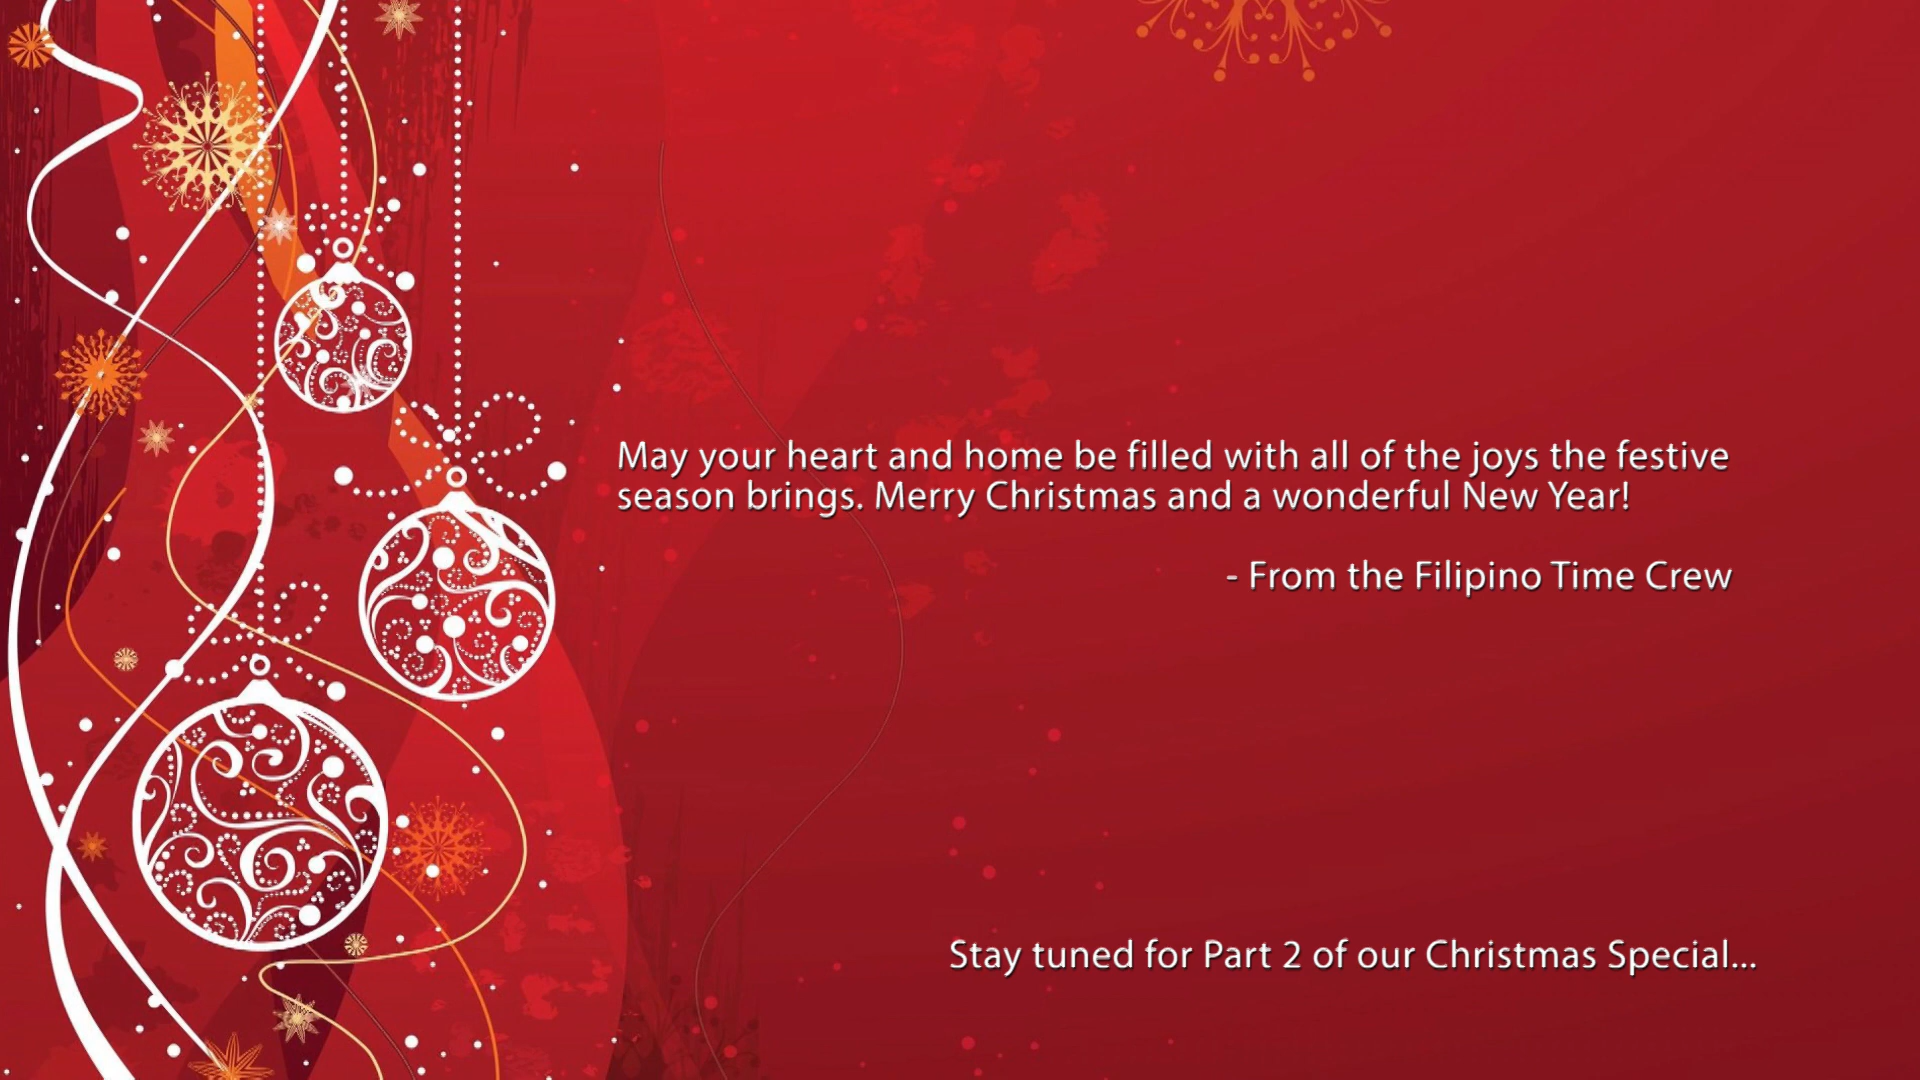 May your heart and home be filled with all of the joys the festive
season brings. Merry Christmas and a wonderful New Year!
- From the Filipino Time Crew
Stay tuned for Part 2 of our Christmas Special...